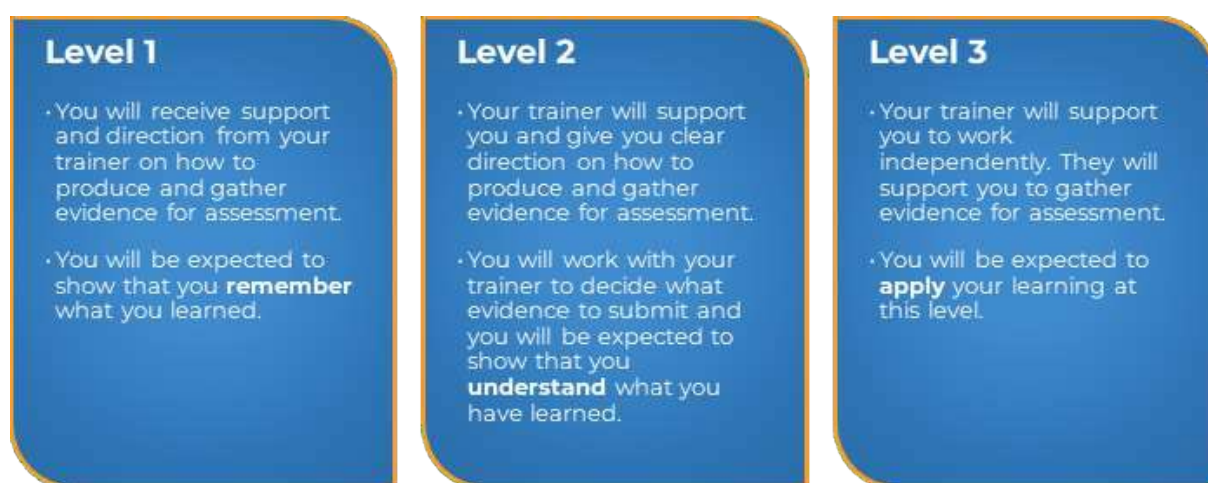 Level 1
·You will receive support
and direction from your
trainer on how to
produce and gather
evidence for assessment.
·You will be expected to
show that you remember
what you learned.
Level 2
·Your trainer will support
you and give you clear
direction on how to
produce and gather
evidence for assessment.
·You will work with your
trainer to decide what
evidence to submit and
you will be expected to
show that you
understand what you
have learned.
Level 3
·Your trainer will support
you to work
independently. They will
support you to gather
evidence for assessment.
·You will be expected to
apply your learning at
this level.